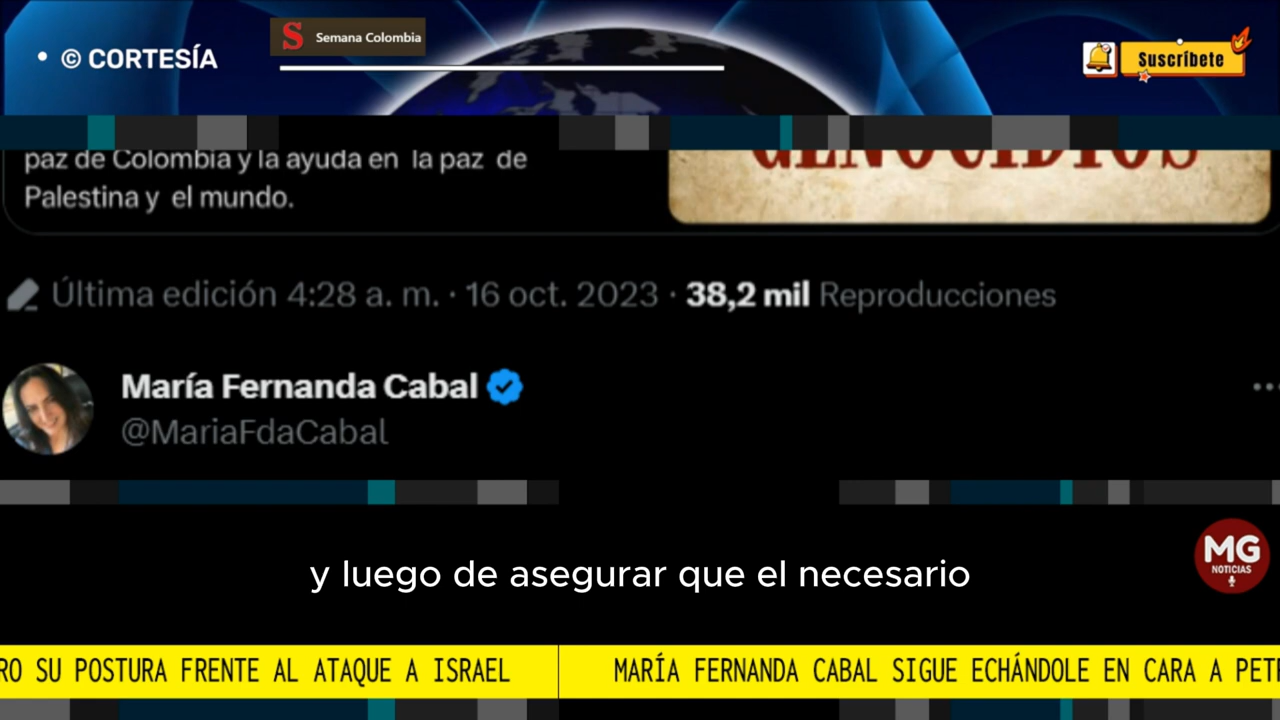 • © CORTESÍA
S Semana Colombia
Suscríbete
paz de Colombia y la ayuda en la paz de
Palestina y el mundo.
GENOCIDIOS
Última edición 4:28 a. m. · 16 oct. 2023 · 38,2 mil Reproducciones
María Fernanda Cabal
@MariaFdaCabal
y luego de asegurar que el necesario
MG
NOTICIAS
RO SU POSTURA FRENTE AL ATAQUE A ISRAEL
MARÍA FERNANDA CABAL SIGUE ECHÁNDOLE EN CARA A PET